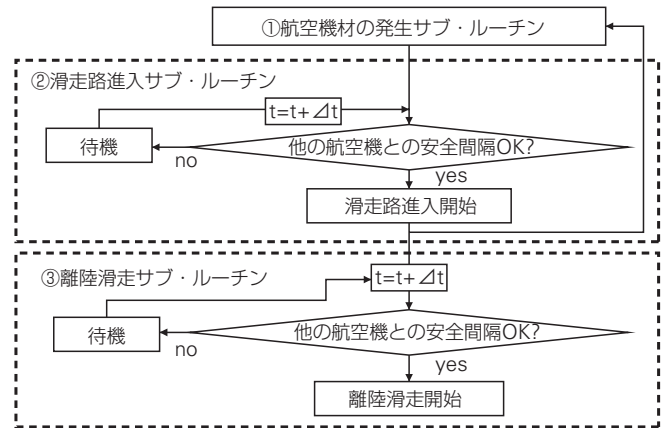 ①航空機材の発生サブ・ルーチン
②滑走路進入サブ・ルーチン
t=t+⊿t
待機
no
他の航空機との安全間隔OK?
yes
滑走路進入開始
③離陸滑走サブ・ルーチン
t=t+⊿t
待機
no
他の航空機との安全間隔OK?
yes
離陸滑走開始